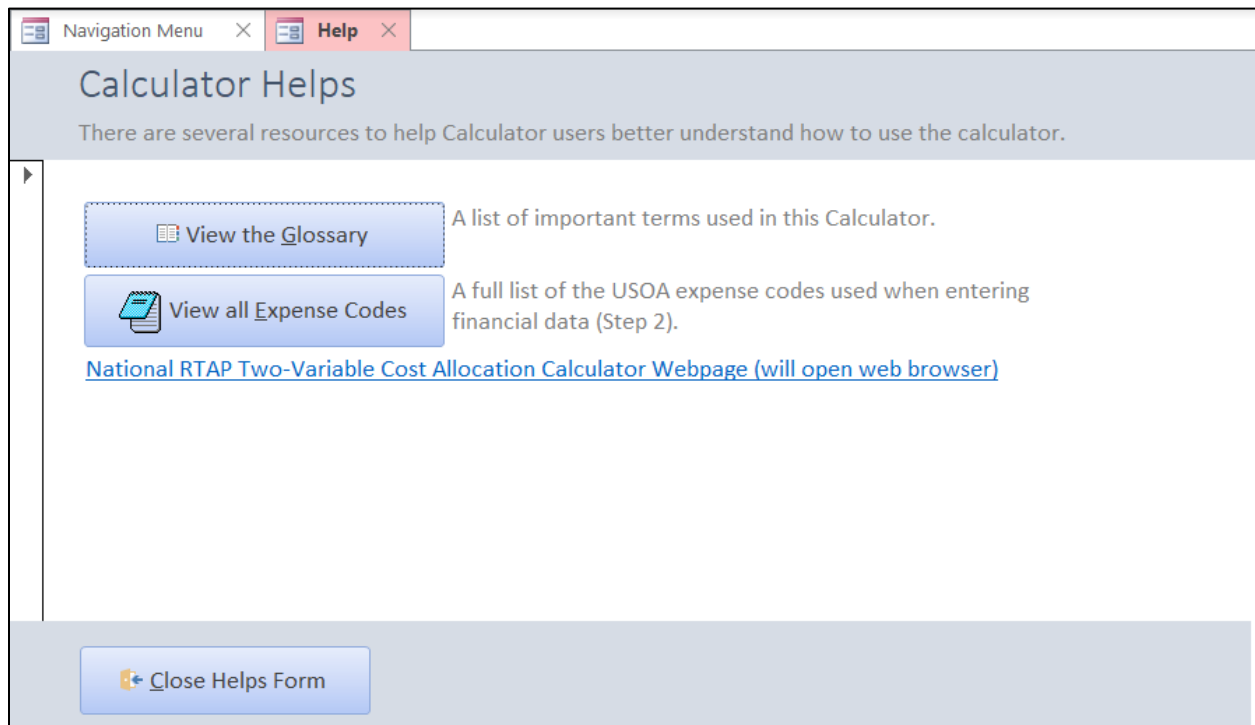 Navigation Menu
Help
Calculator Helps
There are several resources to help Calculator users better understand how to use the calculator.
View the Glossary
A list of important terms used in this Calculator.
View all Expense Codes
A full list of the USOA expense codes used when entering
financial data (Step 2).
National RTAP Two-Variable Cost Allocation Calculator Webpage (will open web browser)
Close Helps Form